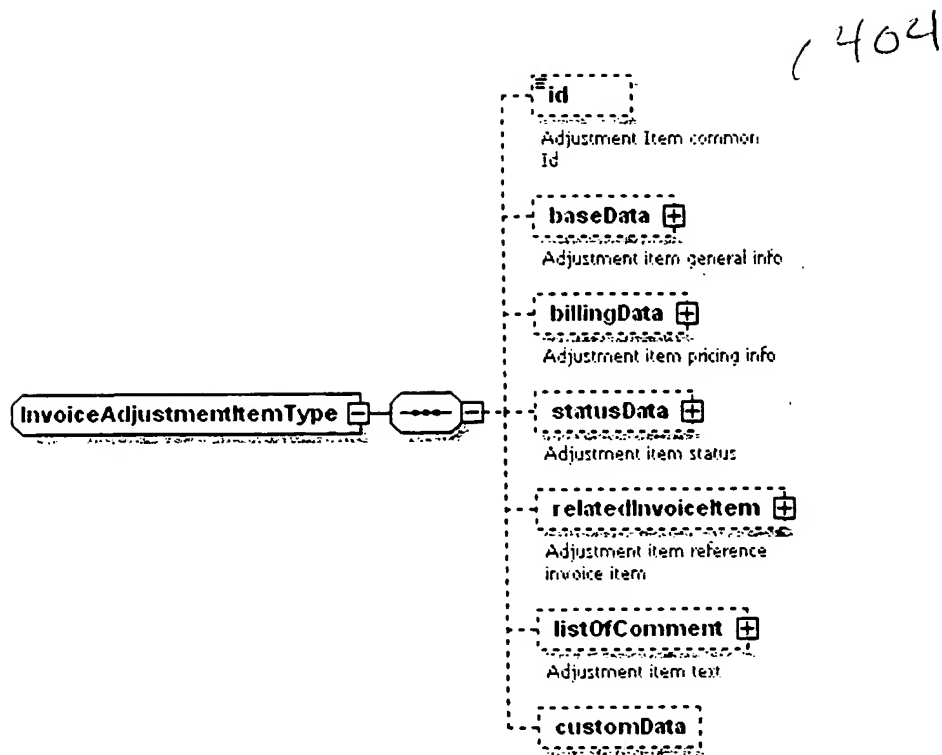 404
id
Adjustment Item common
Id
baseData
Adjustment item general info
billingData
Adjustment item pricing info
InvoiceAdjustmentItemType
statusData
Adjustment item status
relatedInvoiceItem
Adjustment item reference
invoice item
listOfComment
Adjustment item text
customData